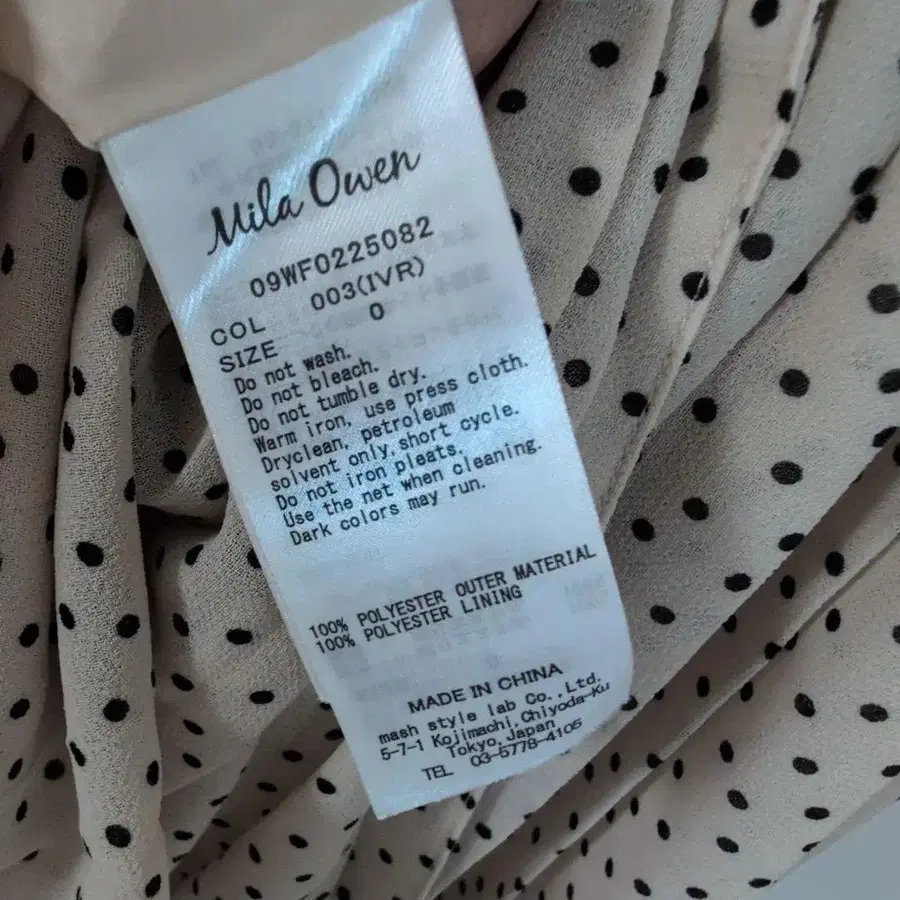 Mila Owen
09WF0225082
COL 003(IVR)
SIZE 0
Do not wash.
Do not bleach.
Do not tumble dry.
Warm iron, use press cloth.
Dryclean, petroleum
solvent only, short cycle.
Do not iron pleats.
Use the net when cleaning.
Dark colors may run.
100% POLYESTER OUTER MATERIAL
100% POLYESTER LINING
MADE IN CHINA
mash style lab Co., Ltd.
5-7-1 Kojimachi, Chiyoda-Ku
Tokyo, Japan
TEL 03-5778-4105